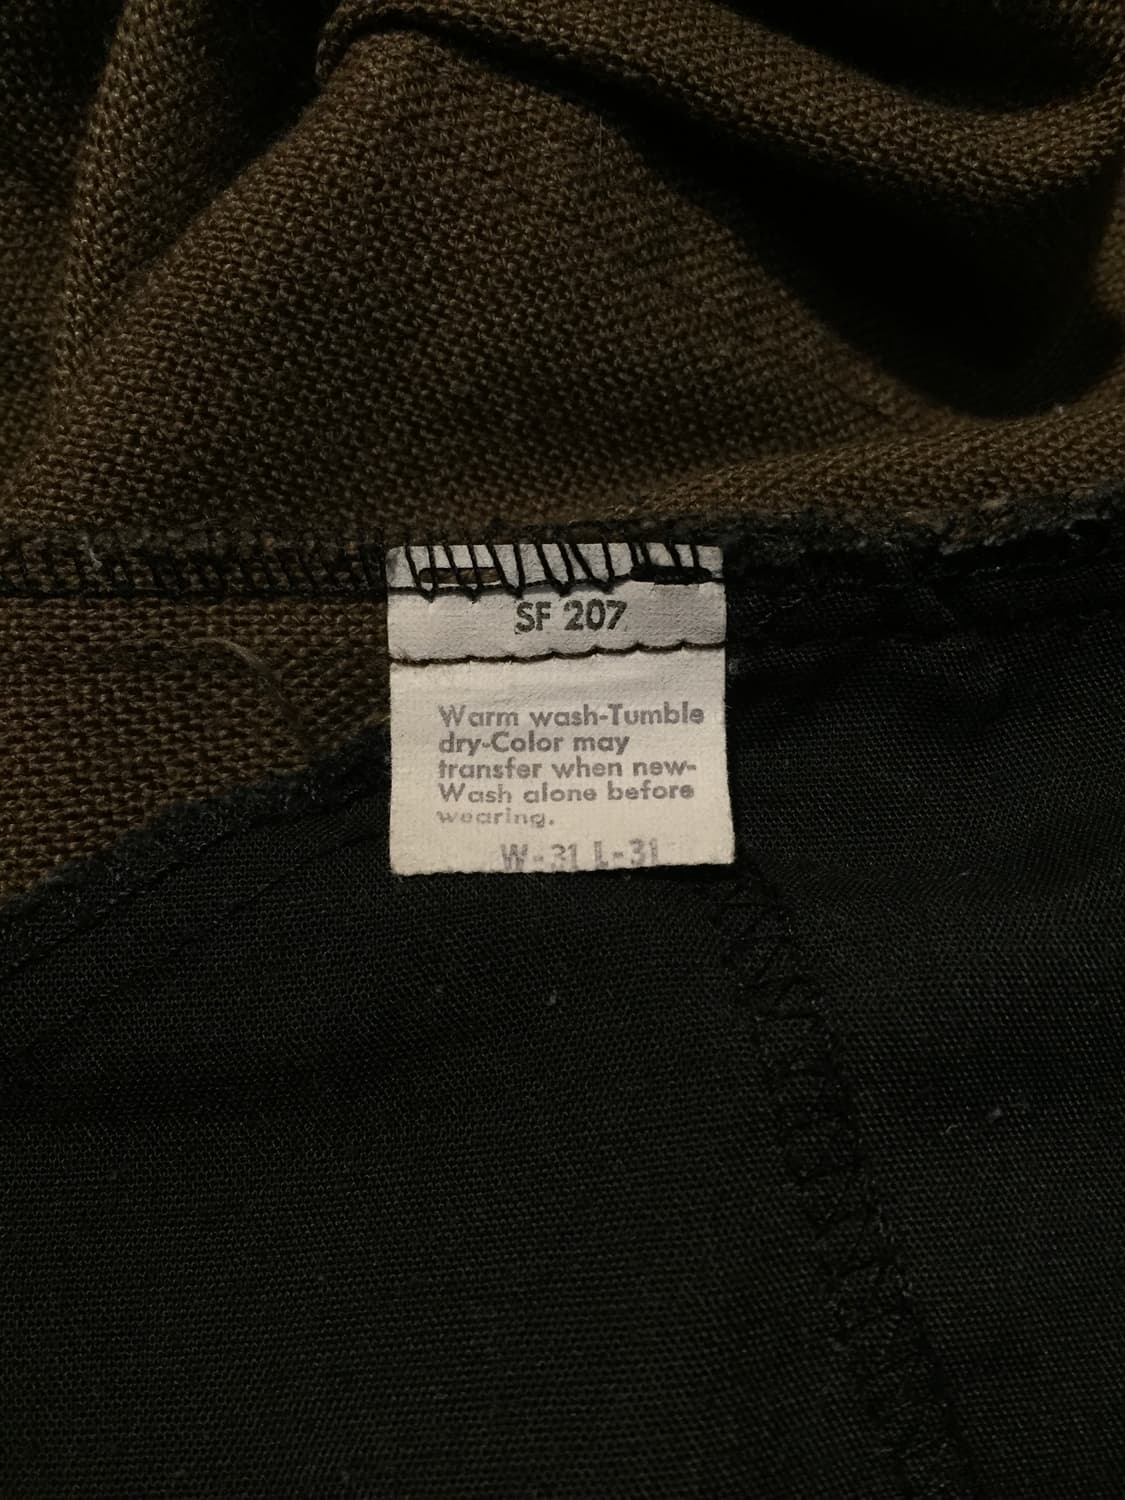 SF 207
Warm wash-Tumble
dry-Color may
transfer when new-
Wash alone before
wearing.
W-31 L-31